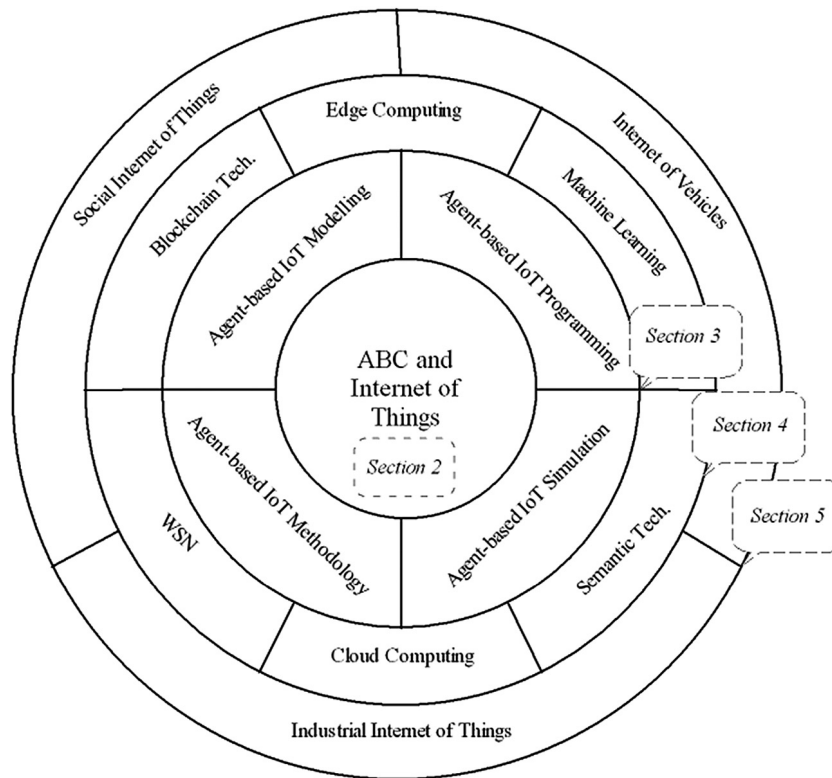 Social Internet of Things
Internet of Vehicles
Edge Computing
Blockchain Tech.
Machine Learning
Agent-based IoT Modelling
Agent-based IoT Programming
Section 3
ABC and
Internet of
Things
Section 2
Section 4
Agent-based IoT Methodology
Agent-based IoT Simulation
Section 5
WSN
Semantic Tech.
Cloud Computing
Industrial Internet of Things